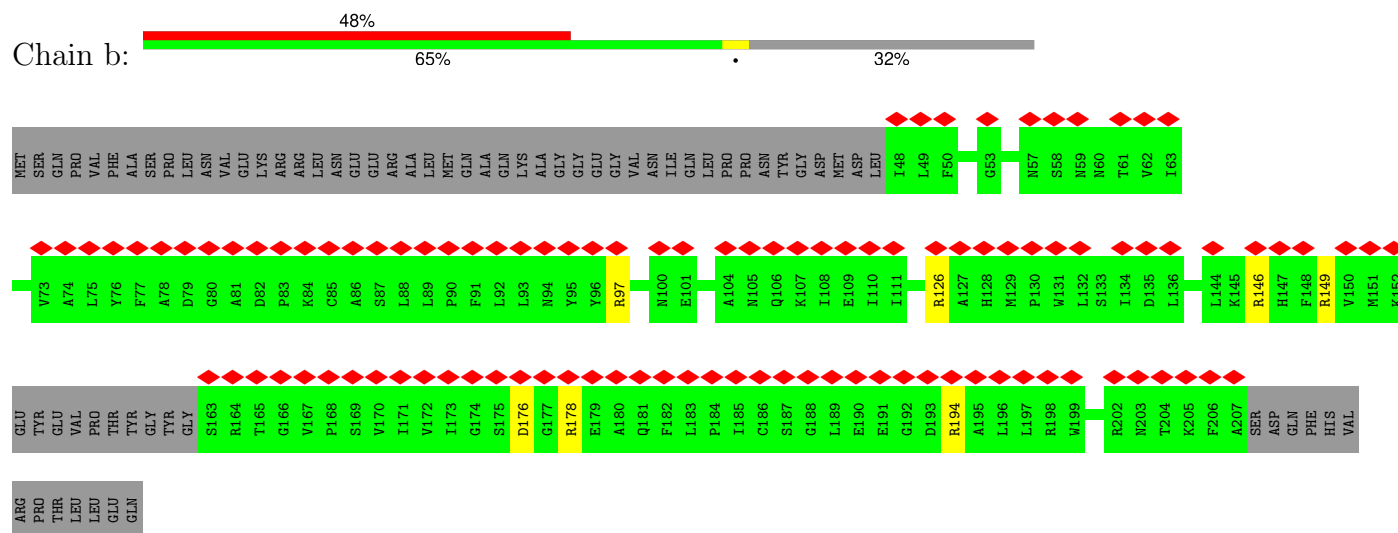 48%
Chain b:
65% • 32%
MET SER GLN PRO VAL PHE ALA SER PRO LEU ASN VAL GLU LYS ARG ARG LEU ASN GLU GLU ARG ALA LEU MET GLN ALA GLN LYS ALA GLY GLY GLU GLY VAL ASN ILE GLN LEU PRO PRO ASN TYR GLY ASP MET ASP LEU I48 L49 F50 G53 N57 S58 N59 N60 T61 V62 I63
V73 A74 L75 Y76 F77 A78 D79 G80 A81 D82 P83 K84 C85 A86 S87 L88 L89 P90 F91 L92 L93 N94 Y95 Y96 R97 N100 E101 A104 N105 Q106 K107 I108 E109 I110 I111 R126 A127 H128 M129 P130 W131 L132 S133 I134 D135 L136 L144 K145 R146 H147 F148 R149 V150 M151 K152
GLU TYR GLU VAL PRO THR TYR GLY TYR GLY S163 R164 T165 G166 V167 P168 S169 V170 I171 V172 I173 G174 S175 D176 G177 R178 E179 A180 Q181 F182 L183 P184 I185 C186 S187 G188 L189 E190 E191 G192 D193 R194 A195 L196 L197 R198 W199 R202 N203 T204 K205 F206 A207 SER ASP GLN PHE HIS VAL
ARG PRO THR LEU LEU GLU GLN